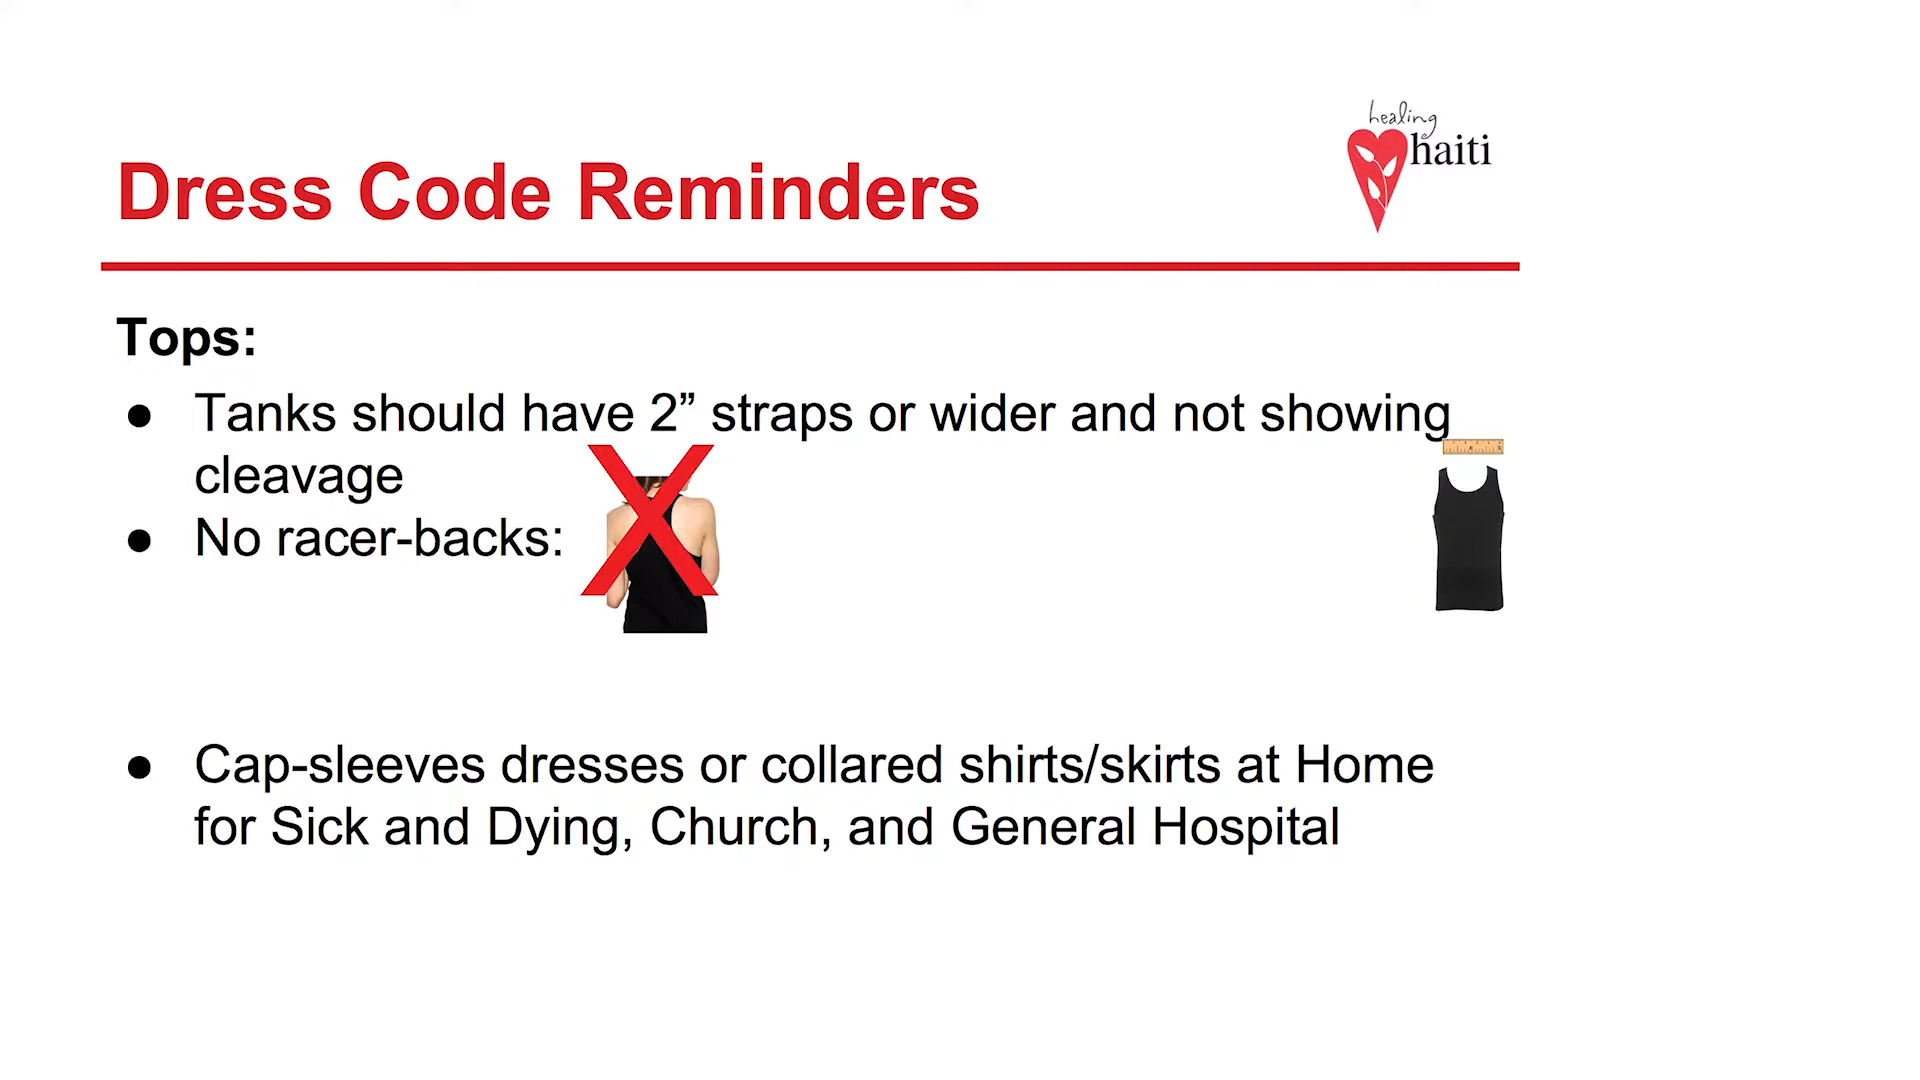 healing
haiti
Dress Code Reminders
Tops:
● Tanks should have 2” straps or wider and not showing
cleavage
● No racer-backs:
● Cap-sleeves dresses or collared shirts/skirts at Home
for Sick and Dying, Church, and General Hospital